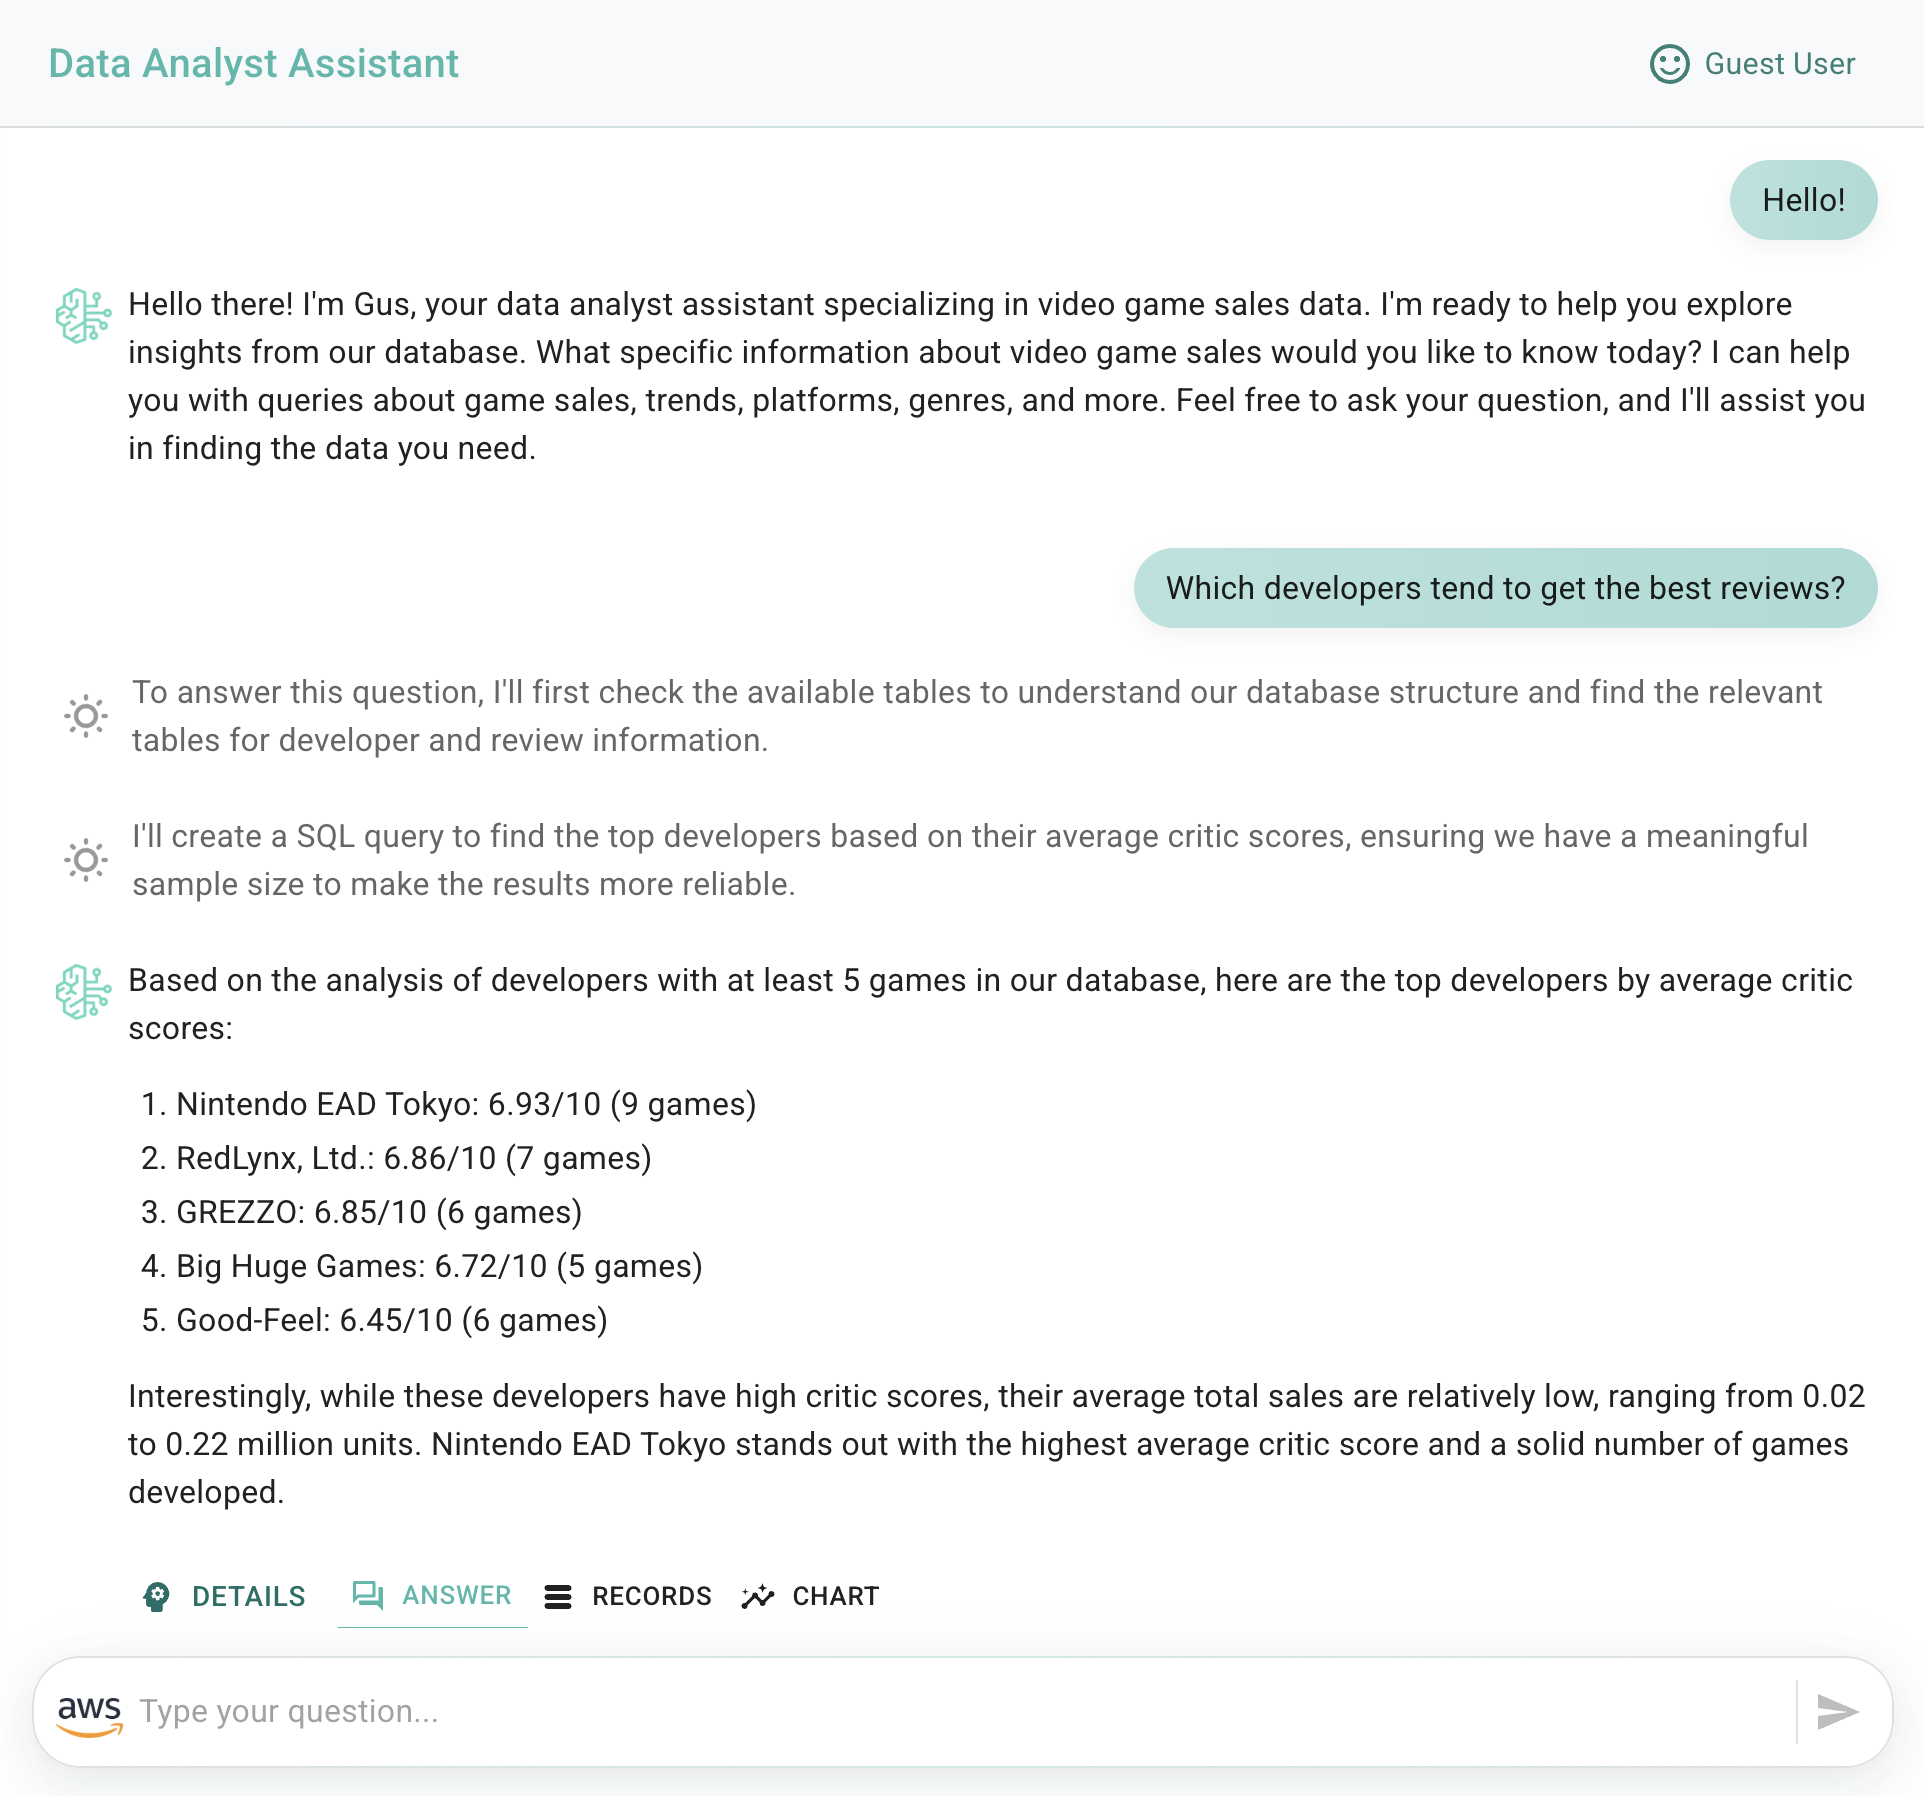 Data Analyst Assistant
Guest User
Hello!
Hello there! I'm Gus, your data analyst assistant specializing in video game sales data. I'm ready to help you explore
insights from our database. What specific information about video game sales would you like to know today? I can help
you with queries about game sales, trends, platforms, genres, and more. Feel free to ask your question, and I'll assist you
in finding the data you need.
Which developers tend to get the best reviews?
To answer this question, I'll first check the available tables to understand our database structure and find the relevant
tables for developer and review information.
I'll create a SQL query to find the top developers based on their average critic scores, ensuring we have a meaningful
sample size to make the results more reliable.
Based on the analysis of developers with at least 5 games in our database, here are the top developers by average critic
scores:
1. Nintendo EAD Tokyo: 6.93/10 (9 games)
2. RedLynx, Ltd.: 6.86/10 (7 games)
3. GREZZO: 6.85/10 (6 games)
4. Big Huge Games: 6.72/10 (5 games)
5. Good-Feel: 6.45/10 (6 games)
Interestingly, while these developers have high critic scores, their average total sales are relatively low, ranging from 0.02
to 0.22 million units. Nintendo EAD Tokyo stands out with the highest average critic score and a solid number of games
developed.
DETAILS
ANSWER
RECORDS
CHART
aws
Type your question...